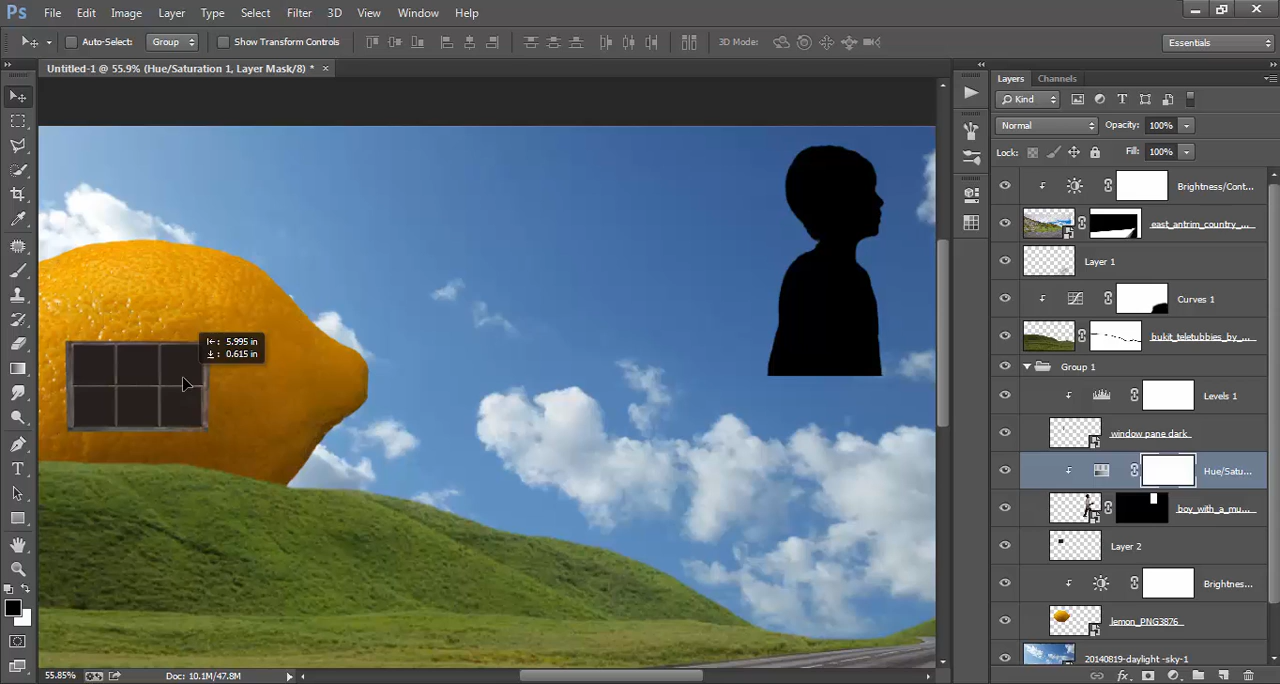 Ps File Edit Image Layer Type Select Filter 3D View Window Help
Auto-Select: Group Show Transform Controls 3D Mode: Essentials
Untitled-1 @ 55.9% (Hue/Saturation 1, Layer Mask/8) * ×
Layers Channels
Kind
Normal Opacity: 100%
Lock: Fill: 100%
Brightness/Cont...
east_antrim_country_...
Layer 1
Curves 1
bukit_teletubbies_by_...
Group 1
Levels 1
window pane dark
Hue/Satu...
boy_with_a_mu...
Layer 2
Brightnes...
lemon_PNG3876
20140819-daylight -sky-1
: 5.995 in
: 0.615 in
55.85% Doc: 10.1M/47.8M
fx